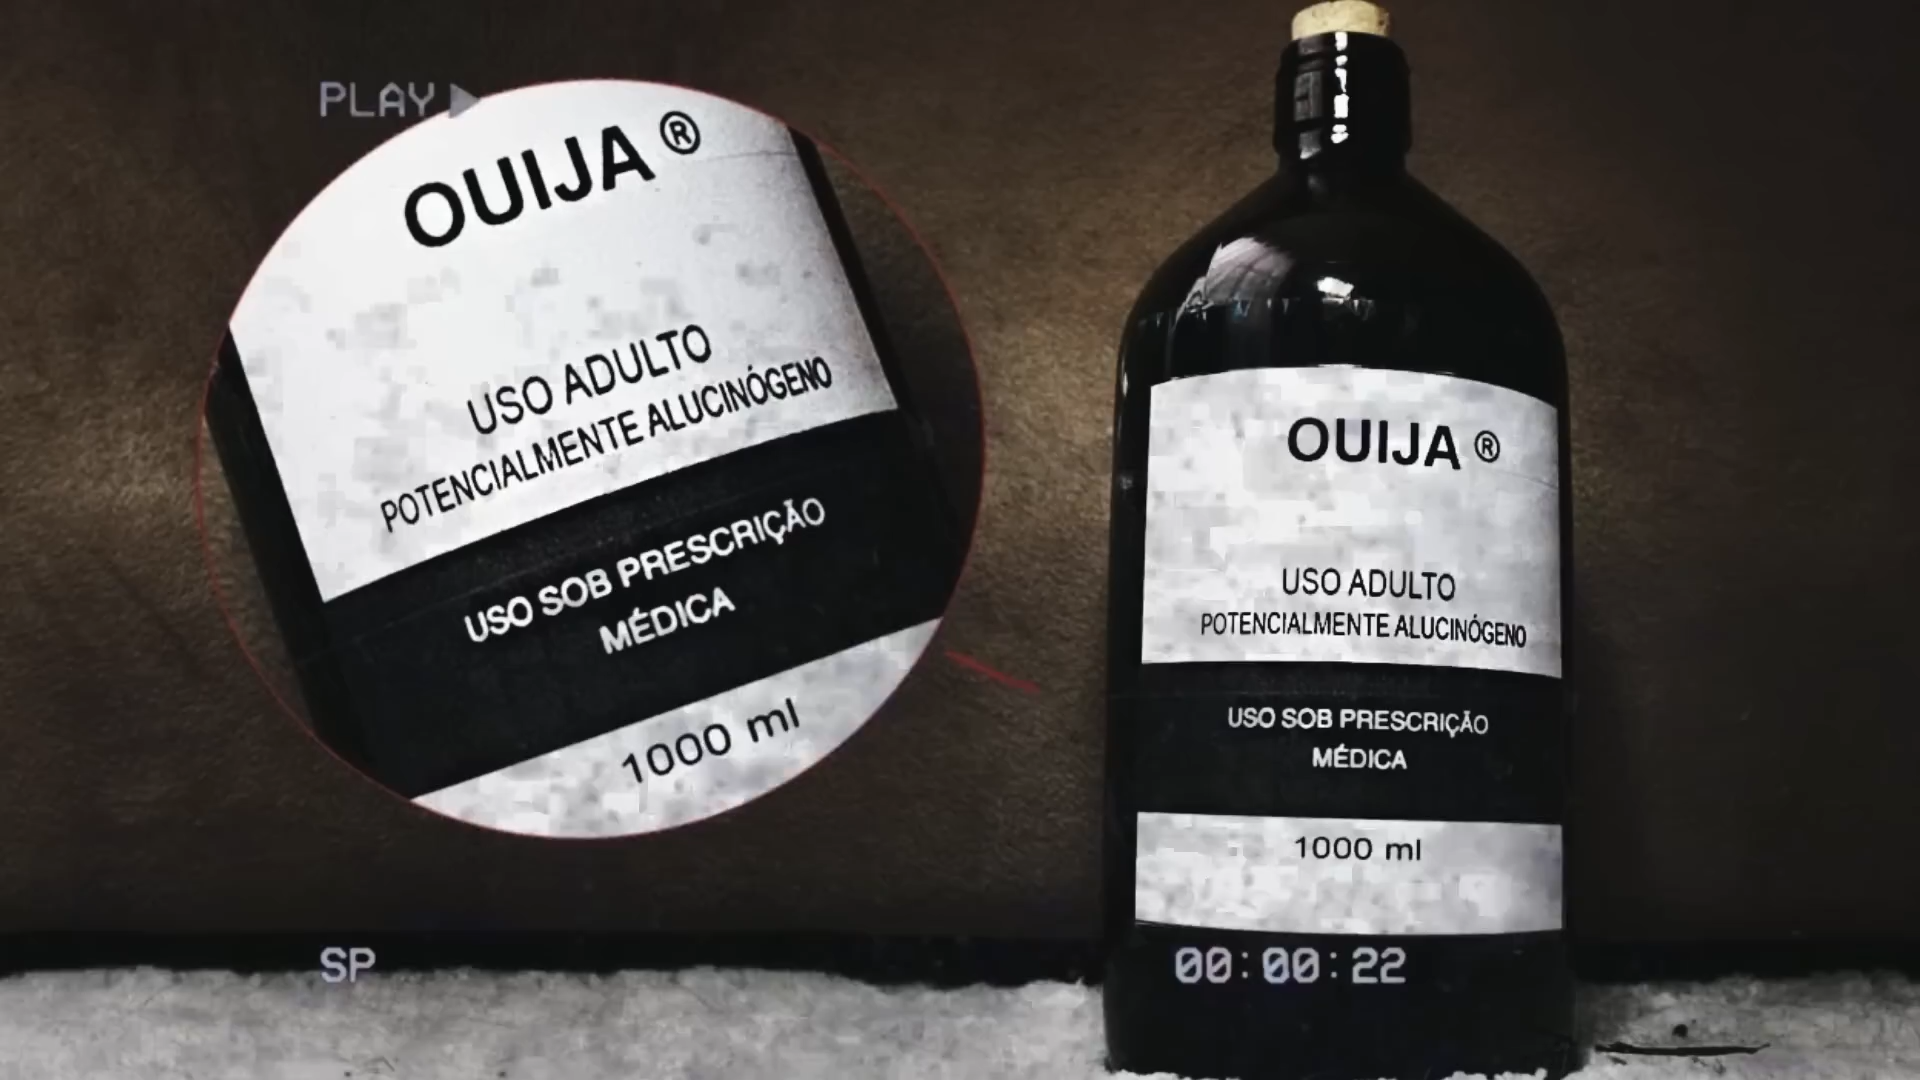 PLAY
OUIJA ®
USO ADULTO
POTENCIALMENTE ALUCINÓGENO
USO SOB PRESCRIÇÃO
MÉDICA
1000 ml
OUIJA ®
USO ADULTO
POTENCIALMENTE ALUCINÓGENO
USO SOB PRESCRIÇÃO
MÉDICA
1000 ml
SP
00:00:22